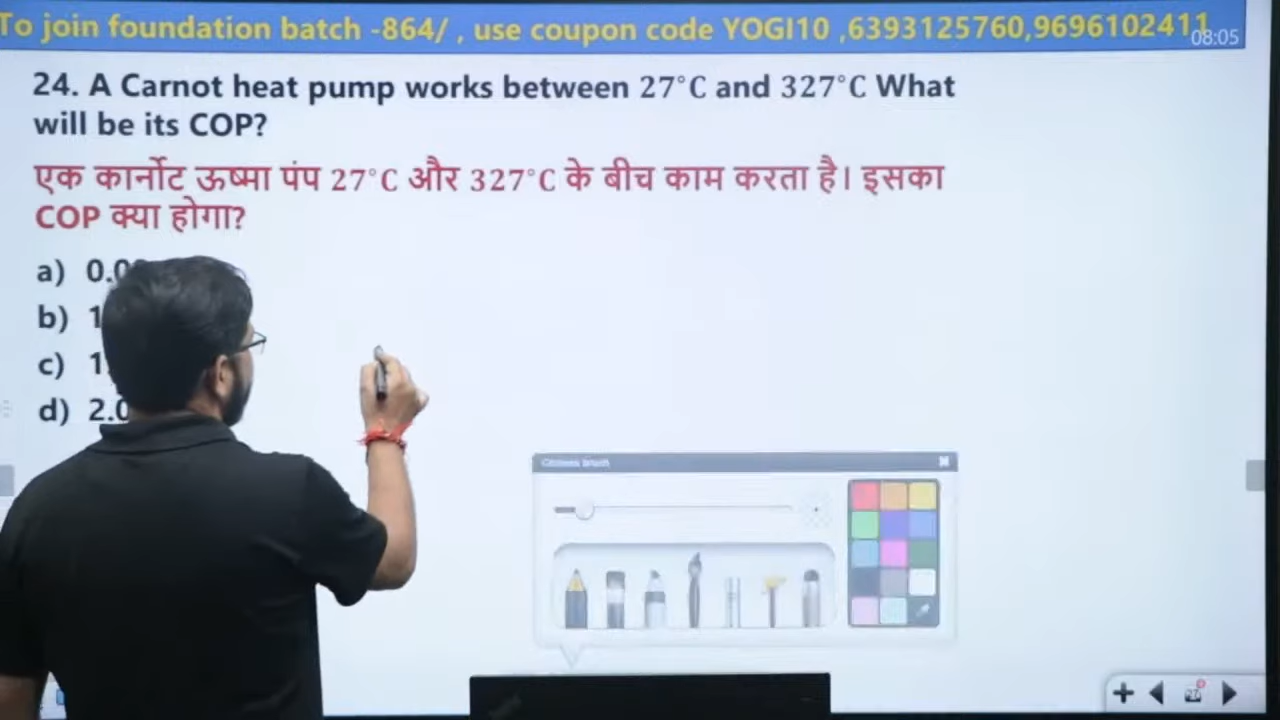 To join foundation batch -864/ , use coupon code YOGI10 ,6393125760,9696102411
08:05
24. A Carnot heat pump works between 27°C and 327°C What
will be its COP?
एक कार्नोट ऊष्मा पंप 27°C और 327°C के बीच काम करता है। इसका
COP क्या होगा?
a) 0.0
b) 1
c) 1.
d) 2.0